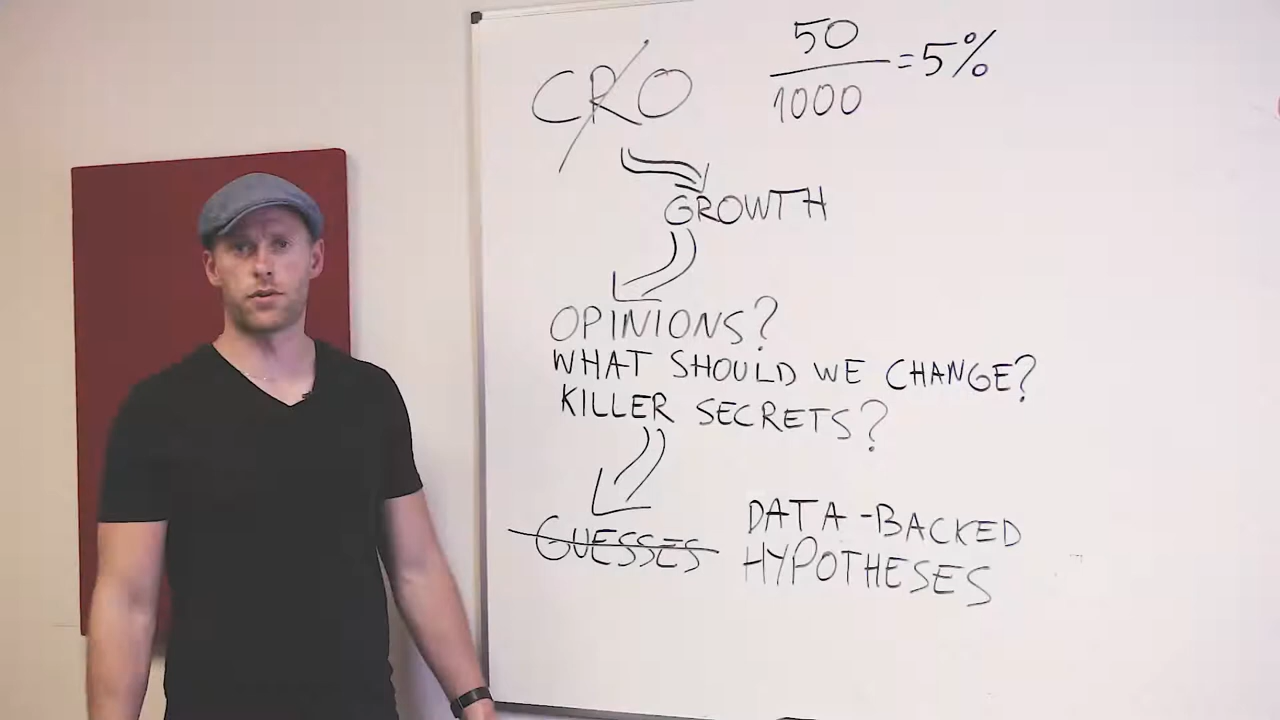 CRO
50
1000
=5%
GROWTH
OPINIONS?
WHAT SHOULD WE CHANGE?
KILLER SECRETS?
GUESSES
DATA-BACKED
HYPOTHESES